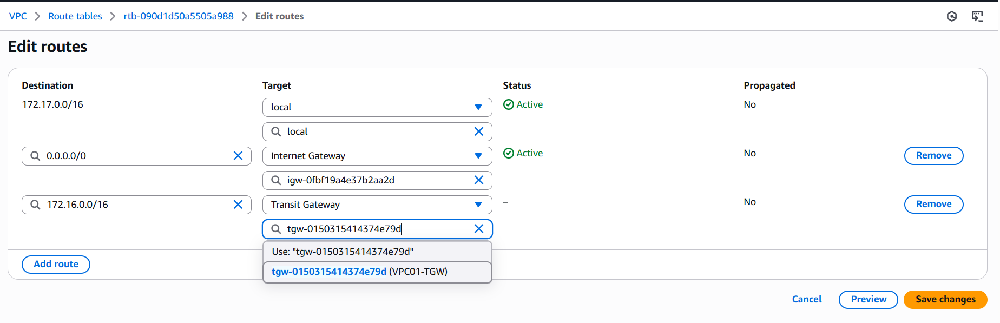 VPC > Route tables > rtb-090d1d50a5505a988 > Edit routes
Edit routes
Destination Target Status Propagated
172.17.0.0/16 local Active No
local
0.0.0.0/0 Internet Gateway Active No Remove
igw-0fbf19a4e37b2aa2d
172.16.0.0/16 Transit Gateway – No Remove
tgw-0150315414374e79d
Use: "tgw-0150315414374e79d"
Add route
tgw-0150315414374e79d (VPC01-TGW)
Cancel Preview Save changes